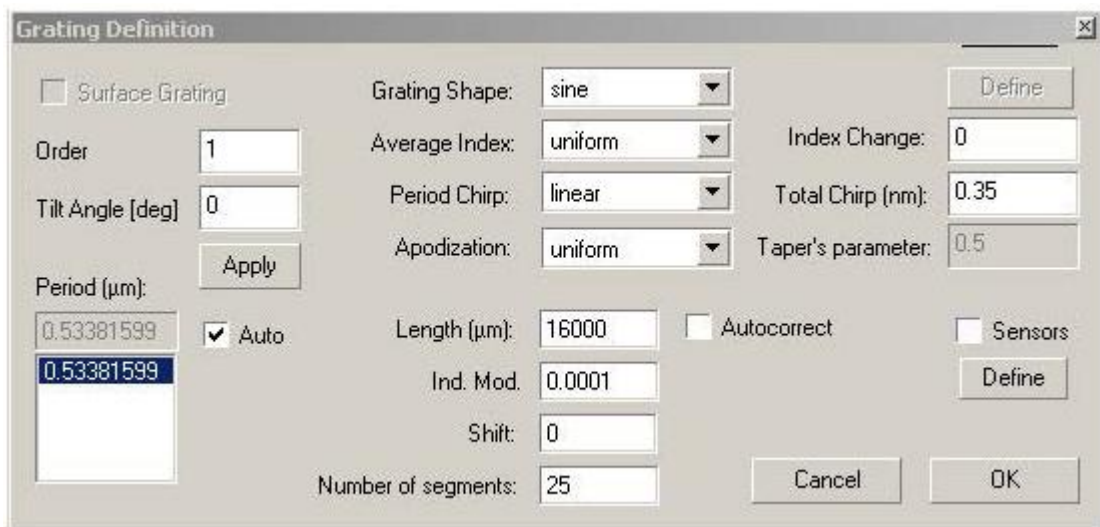 Grating Definition
Surface Grating
Grating Shape: sine
Define
Order 1
Average Index: uniform
Index Change: 0
Tilt Angle [deg] 0
Period Chirp: linear
Total Chirp (nm): 0.35
Apply
Apodization: uniform
Taper's parameter: 0.5
Period (µm):
0.53381599
Auto
Length (µm): 16000
Autocorrect
Sensors
0.53381599
Ind. Mod. 0.0001
Define
Shift: 0
Number of segments: 25
Cancel
OK